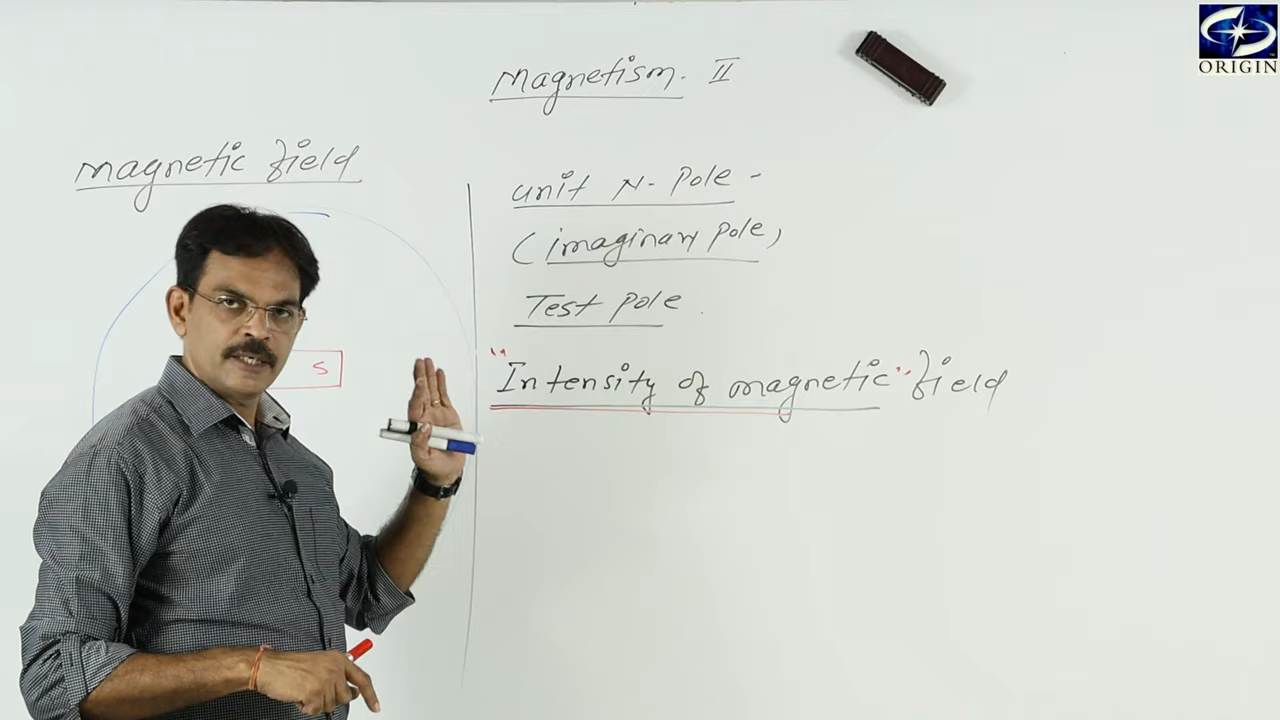 ORIGIN
Magnetism. II
magnetic field
S
unit N-Pole -
(imaginary pole)
Test pole.
"Intensity of magnetic" field